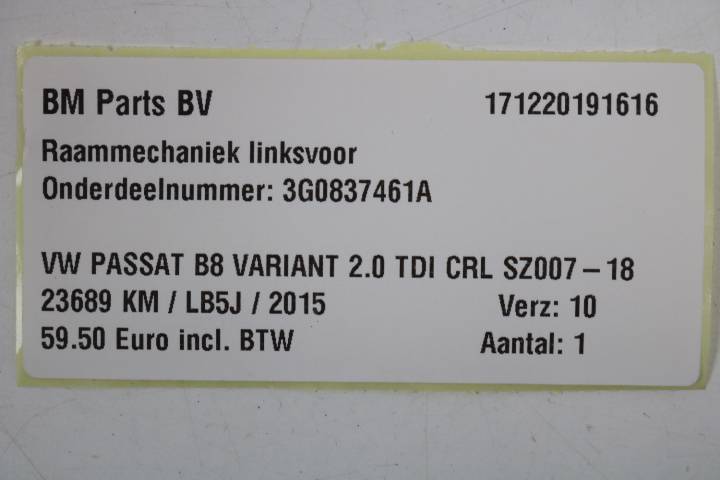 BM Parts BV 171220191616
Raammechaniek linksvoor
Onderdeelnummer: 3G0837461A
VW PASSAT B8 VARIANT 2.0 TDI CRL SZ007-18
23689 KM / LB5J / 2015 Verz: 10
59.50 Euro incl. BTW Aantal: 1